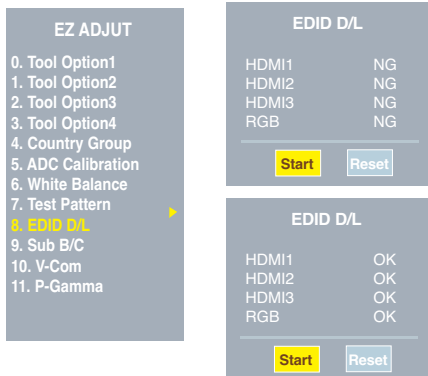 EZ ADJUT
0. Tool Option1
1. Tool Option2
2. Tool Option3
3. Tool Option4
4. Country Group
5. ADC Calibration
6. White Balance
7. Test Pattern
8. EDID D/L
9. Sub B/C
10. V-Com
11. P-Gamma
EDID D/L
HDMI1 NG
HDMI2 NG
HDMI3 NG
RGB NG
Start Reset
EDID D/L
HDMI1 OK
HDMI2 OK
HDMI3 OK
RGB OK
Start Reset